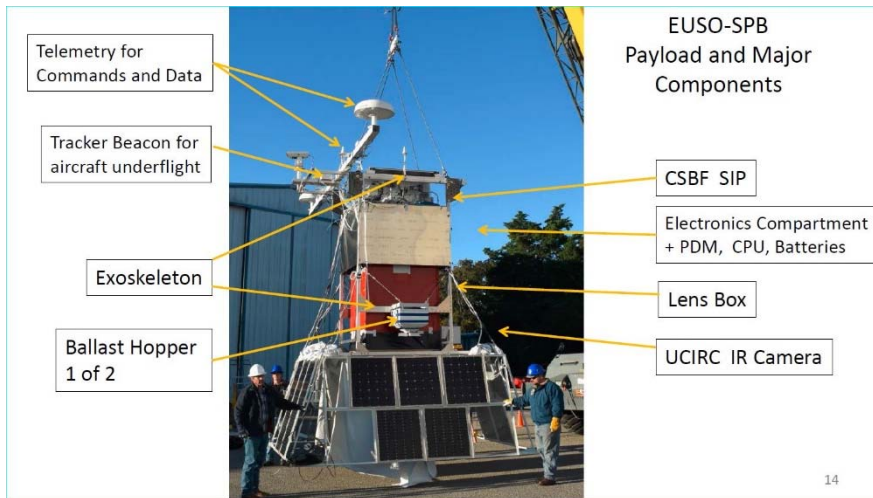 EUSO-SPB
Payload and Major
Components
Telemetry for
Commands and Data
Tracker Beacon for
aircraft underflight
Exoskeleton
Ballast Hopper
1 of 2
CSBF SIP
Electronics Compartment
+ PDM, CPU, Batteries
Lens Box
UCIRC IR Camera
14